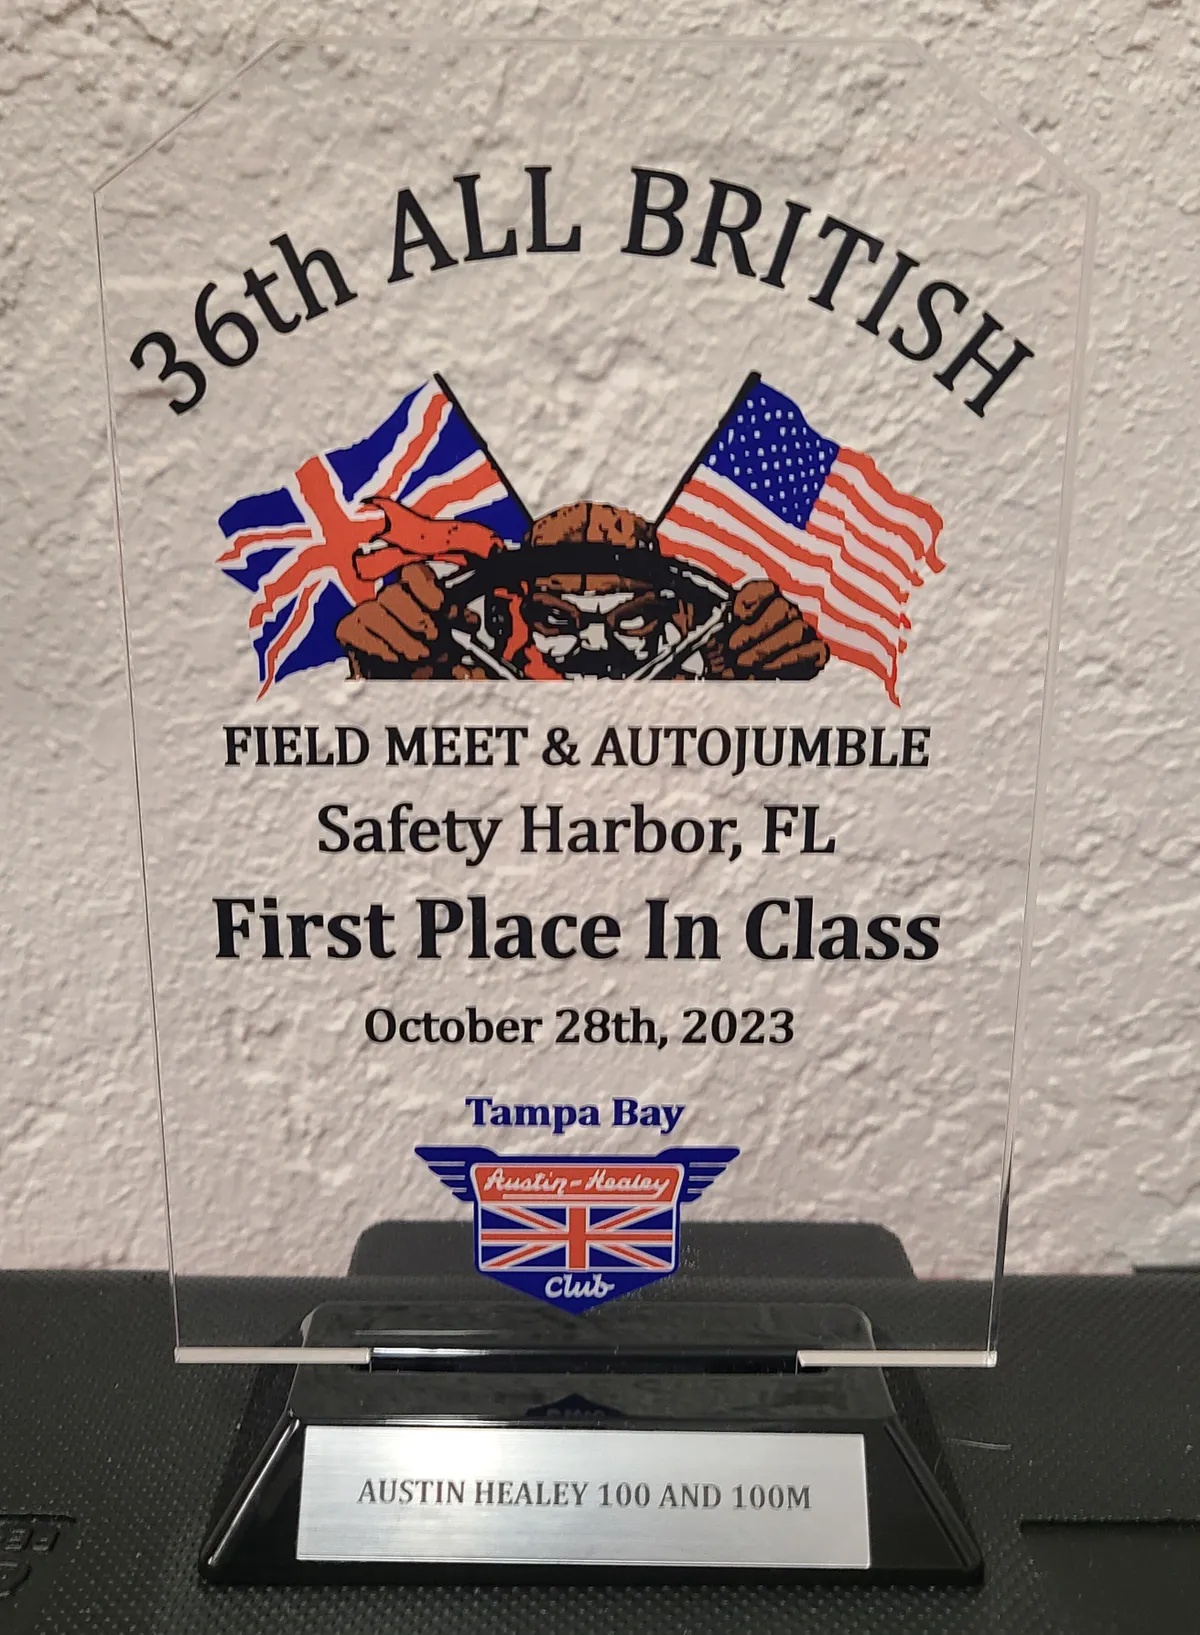 36th ALL BRITISH
FIELD MEET & AUTOJUMBLE
Safety Harbor, FL
First Place In Class
October 28th, 2023
Tampa Bay
Austin-Healey
Club
AUSTIN HEALEY 100 AND 100M